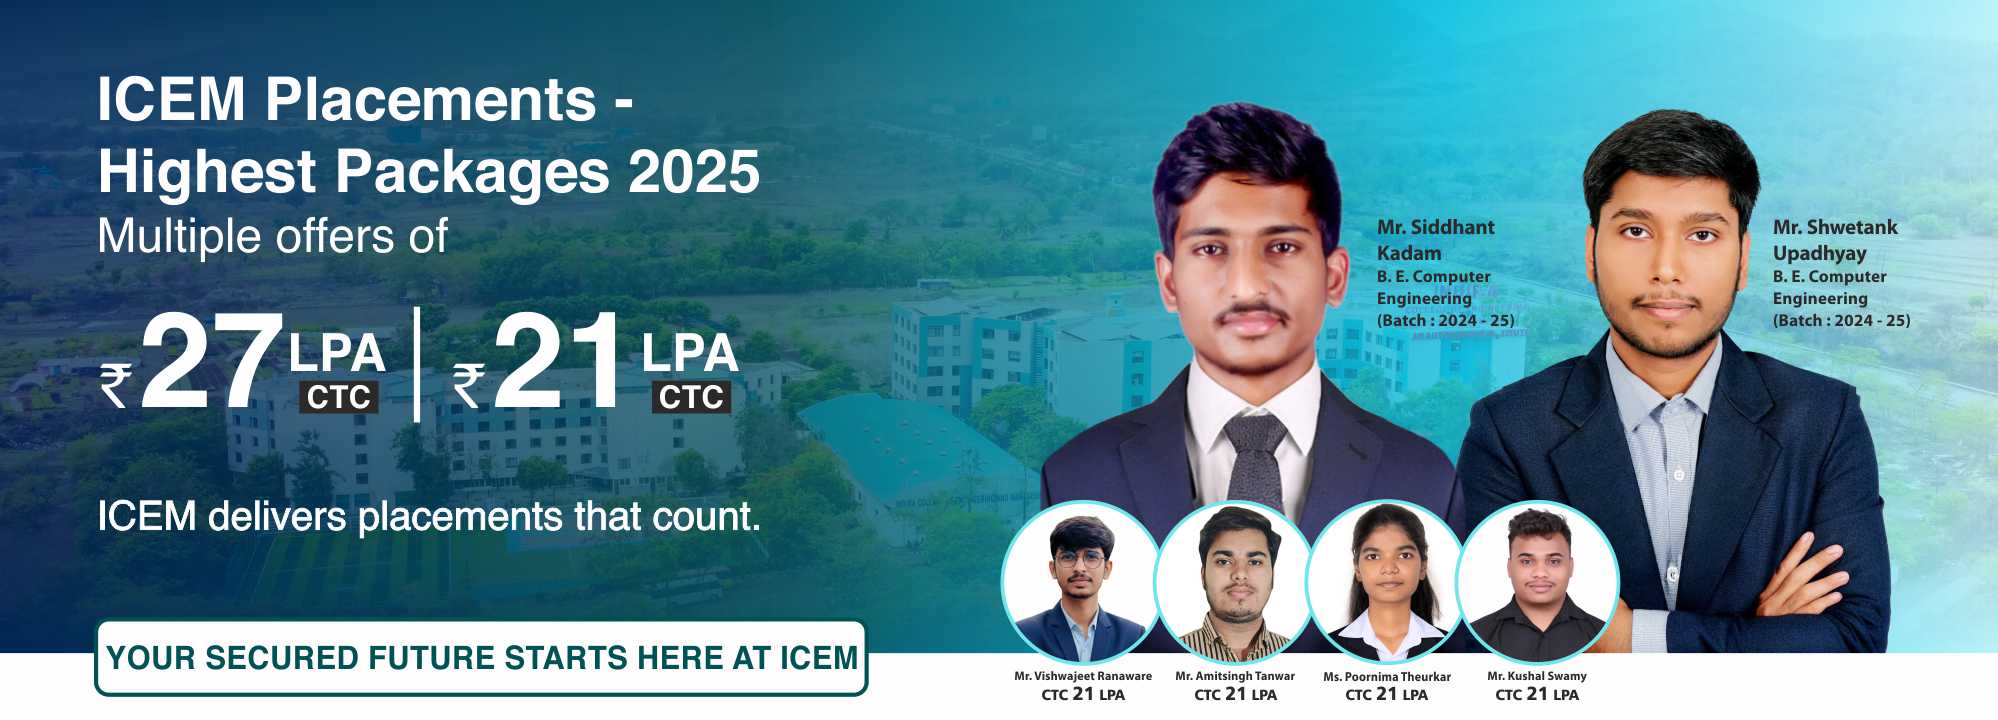 ICEM Placements -
Highest Packages 2025
Multiple offers of
₹27 LPA CTC | ₹21 LPA CTC
ICEM delivers placements that count.
YOUR SECURED FUTURE STARTS HERE AT ICEM
Mr. Siddhant
Kadam
B. E. Computer
Engineering
(Batch : 2024 - 25)
Mr. Shwetank
Upadhyay
B. E. Computer
Engineering
(Batch : 2024 - 25)
Mr. Vishwajeet Ranaware
CTC 21 LPA
Mr. Amitsingh Tanwar
CTC 21 LPA
Ms. Poornima Theurkar
CTC 21 LPA
Mr. Kushal Swamy
CTC 21 LPA